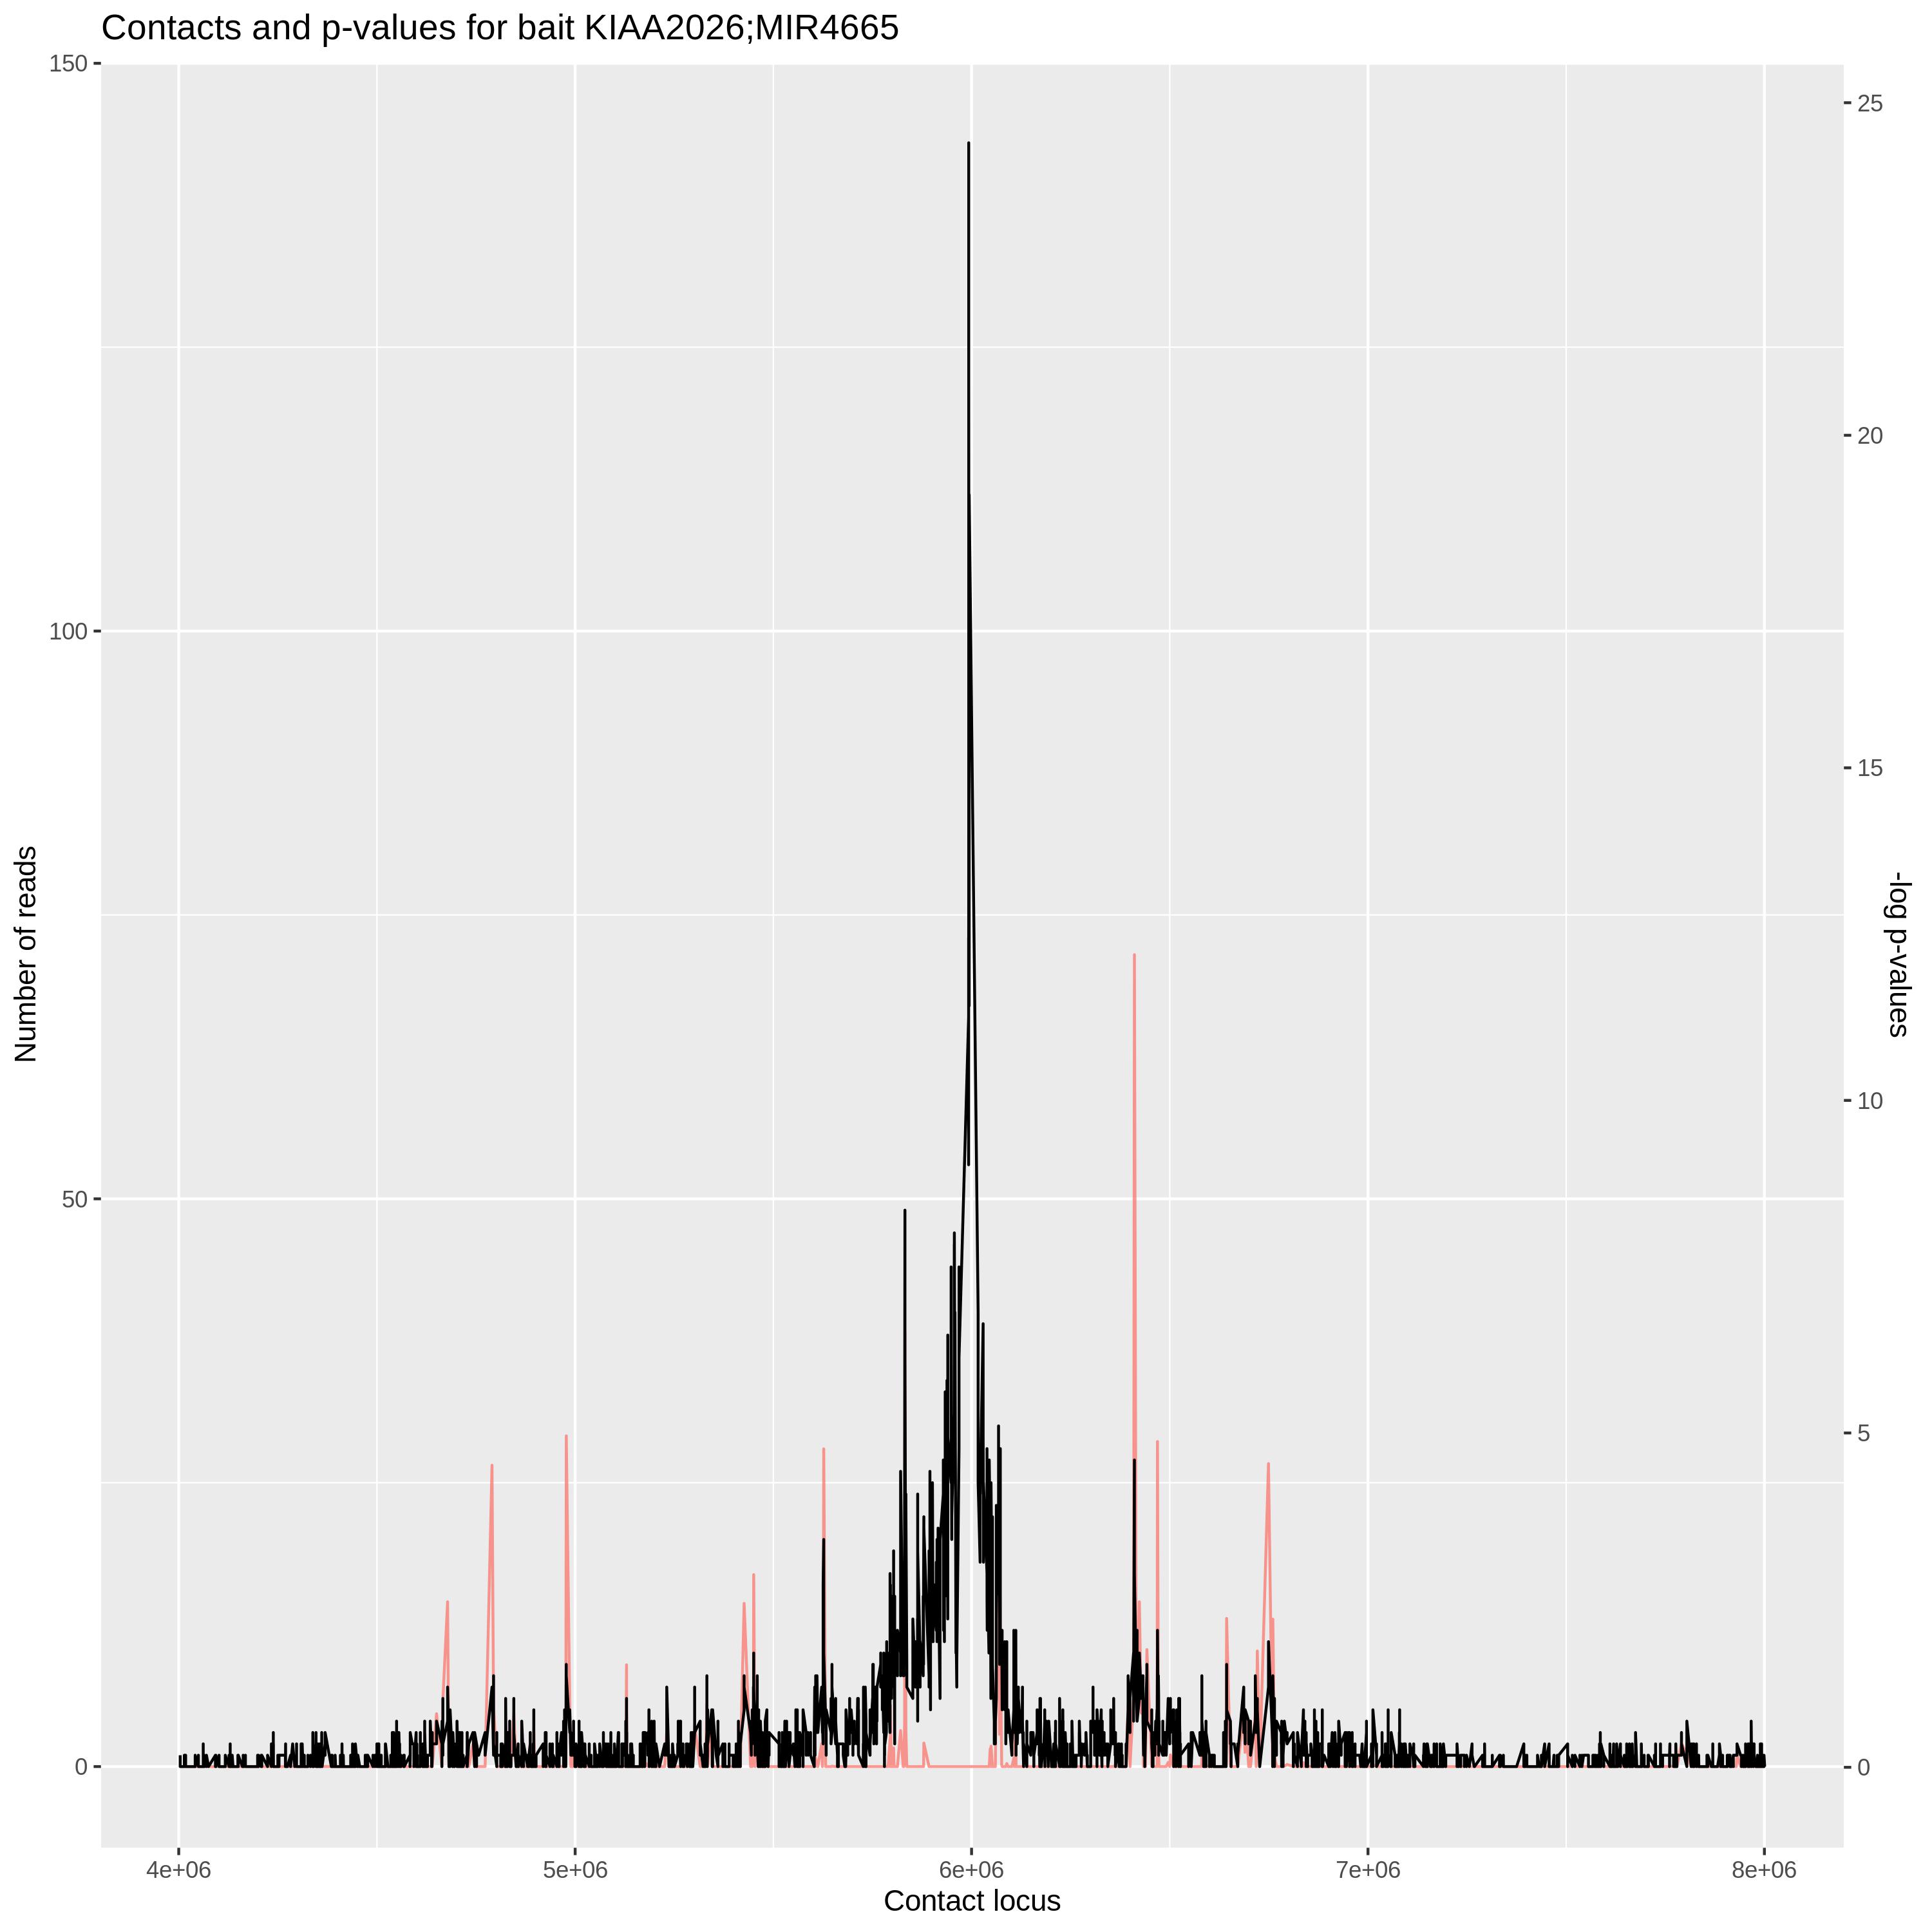 Contacts and p-values for bait KIAA2026;MIR4665
150
100
50
0
Number of reads
25
20
15
10
5
0
-log p-values
4e+06
5e+06
6e+06
7e+06
8e+06
Contact locus